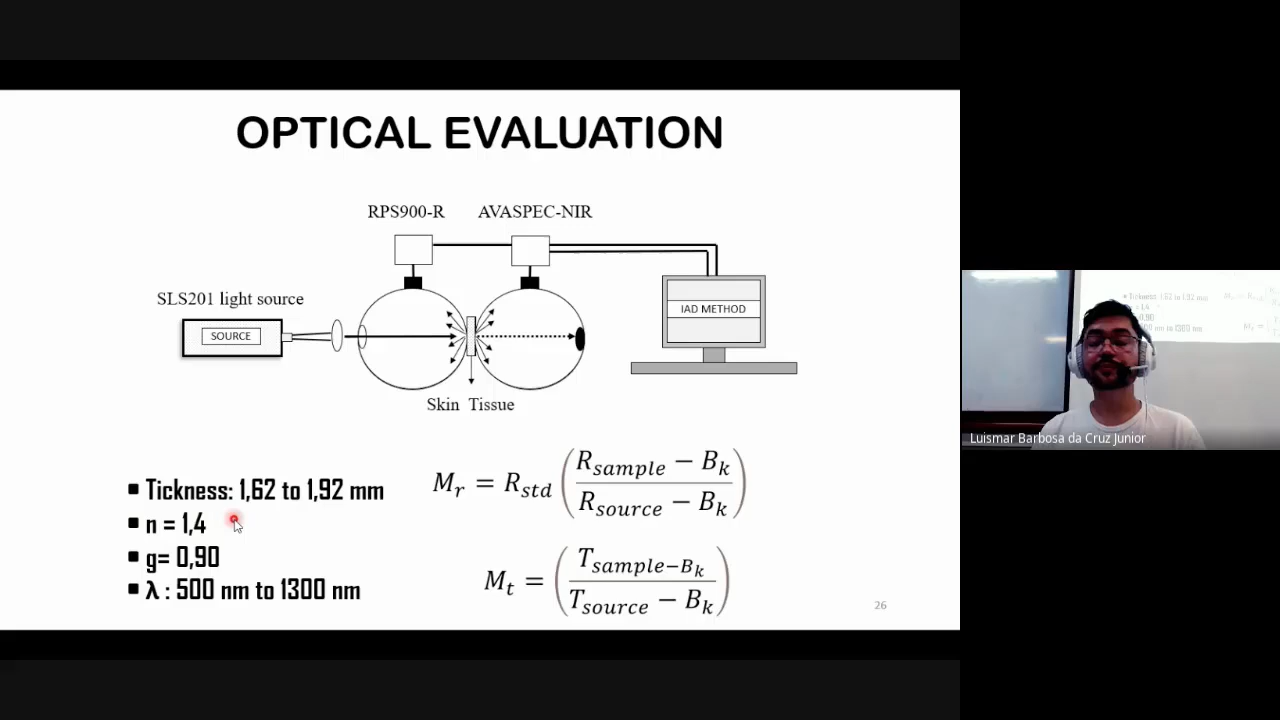 OPTICAL EVALUATION
RPS900-R
AVASPEC-NIR
SLS201 light source
SOURCE
IAD METHOD
Skin Tissue
Tickness: 1,62 to 1,92 mm
n = 1,4
g= 0,90
λ : 500 nm to 1300 nm
M_r = R_std ( (R_sample − B_k) / (R_source − B_k) )
M_t = ( T_sample−B_k / (T_source − B_k) )
26
Luismar Barbosa da Cruz Junior